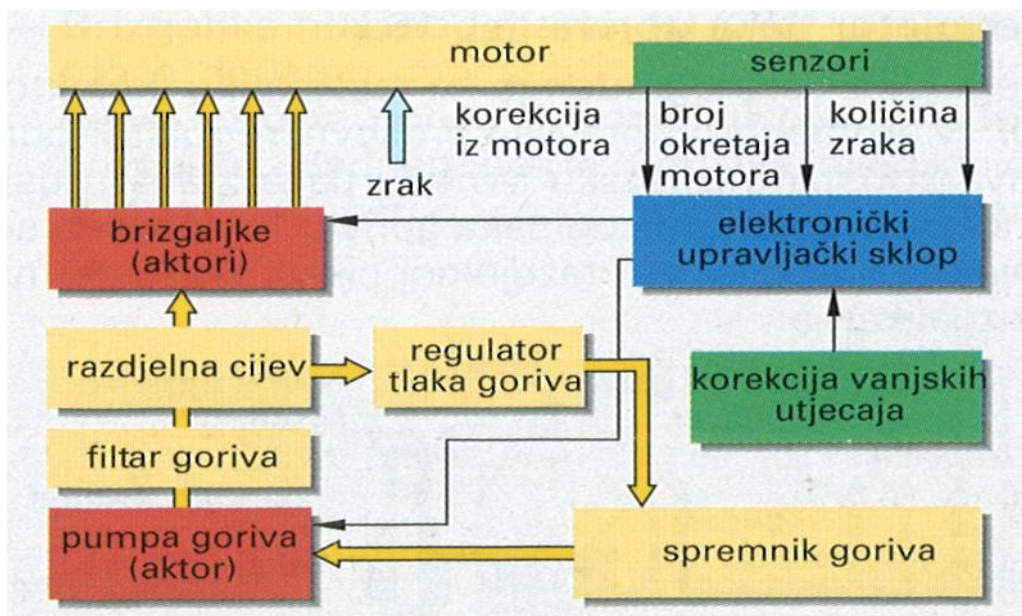 motor
senzori
korekcija
iz motora
broj
okretaja
motora
količina
zraka
zrak
brizgaljke
(aktori)
elektronički
upravljački sklop
razdjelna cijev
regulator
tlaka goriva
korekcija vanjskih
utjecaja
filtar goriva
pumpa goriva
(aktor)
spremnik goriva